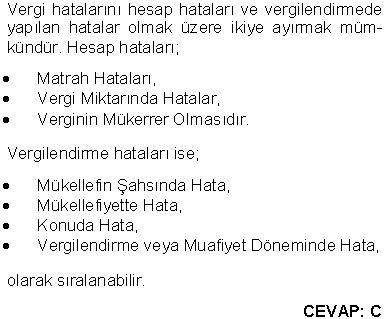 Vergi hatalarını hesap hataları ve vergilendirmede
yapılan hatalar olmak üzere ikiye ayırmak müm-
kündür. Hesap hataları;
• Matrah Hataları,
• Vergi Miktarında Hatalar,
• Verginin Mükerrer Olmasıdır.
Vergilendirme hataları ise;
• Mükellefin Şahsında Hata,
• Mükellefiyette Hata,
• Konuda Hata,
• Vergilendirme veya Muafiyet Döneminde Hata,
olarak sıralanabilir.
CEVAP: C